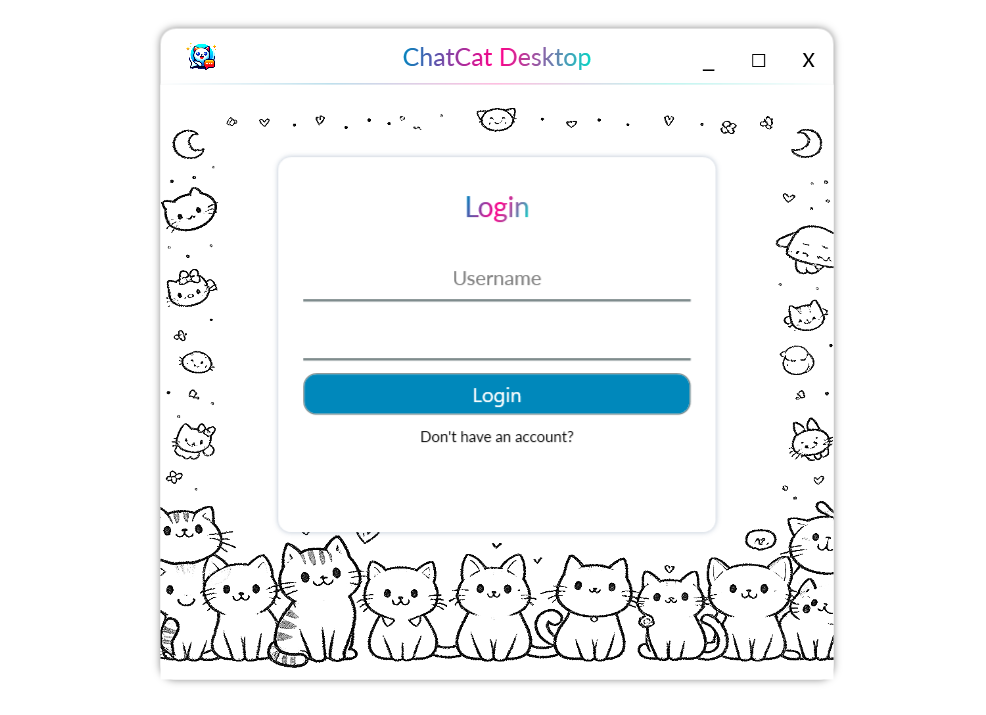 ChatCat Desktop
_ □ X
Login
Username
Login
Don't have an account?